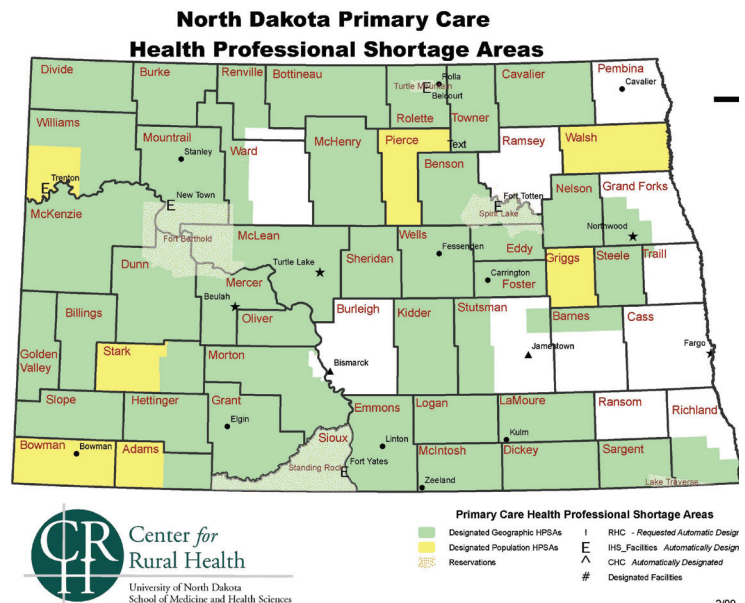 North Dakota Primary Care
Health Professional Shortage Areas
Divide
Burke
Renville
Bottineau
Rolla
Turtle Mountain
Belcourt
Rolette
Towner
Cavalier
Pembina
Cavalier
Williams
Trenton
Mountrail
Stanley
Ward
McHenry
Pierce
Text
Benson
Ramsey
Walsh
Fort Totten
Spirit Lake
Nelson
Grand Forks
Northwood
McKenzie
New Town
Fort Berthold
McLean
Turtle Lake
Sheridan
Wells
Fessenden
Eddy
Carrington
Foster
Griggs
Steele
Traill
Dunn
Mercer
Beulah
Oliver
Billings
Golden
Valley
Stark
Morton
Burleigh
Bismarck
Kidder
Stutsman
Jamestown
Barnes
Cass
Fargo
Slope
Hettinger
Grant
Elgin
Emmons
Linton
Logan
LaMoure
Kulm
Ransom
Richland
Bowman
Bowman
Adams
Sioux
Standing Rock
Fort Yates
McIntosh
Zeeland
Dickey
Sargent
Lake Traverse
CRH
Center for
Rural Health
University of North Dakota
School of Medicine and Health Sciences
Primary Care Health Professional Shortage Areas
Designated Geographic HPSAs
Designated Population HPSAs
Reservations
! RHC - Requested Automatic Design
E IHS_Facilities Automatically Design
^ CHC Automatically Designated
# Designated Facilities